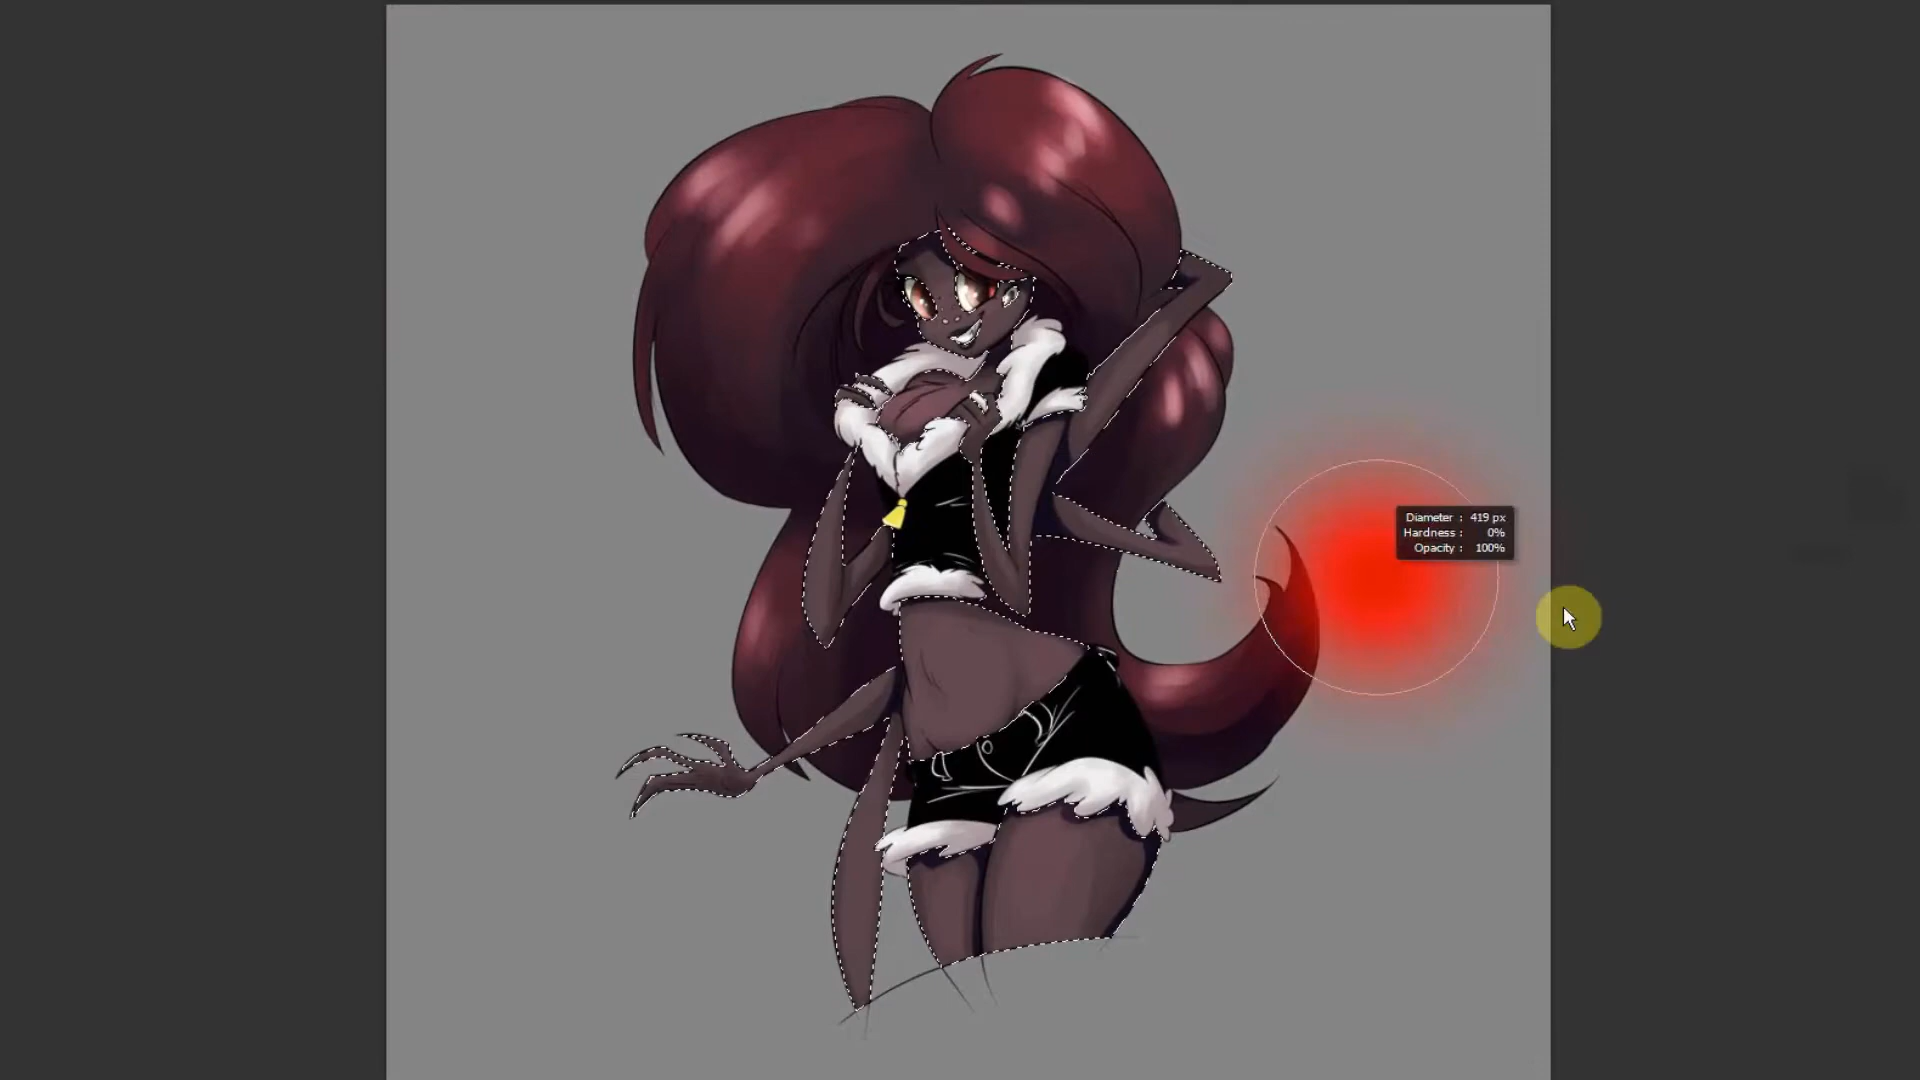 Diameter : 419 px
Hardness : 0%
Opacity : 100%